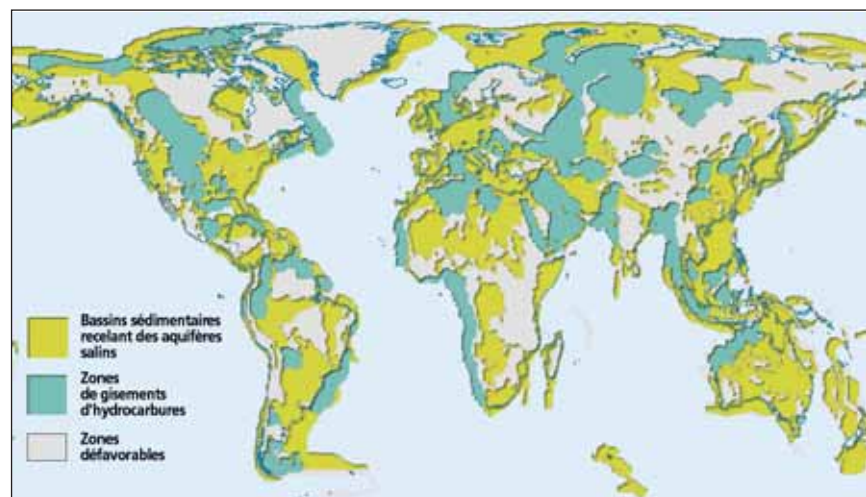 Bassins sédimentaires
recelant des aquifères
salins
Zones
de gisements
d'hydrocarbures
Zones
défavorables